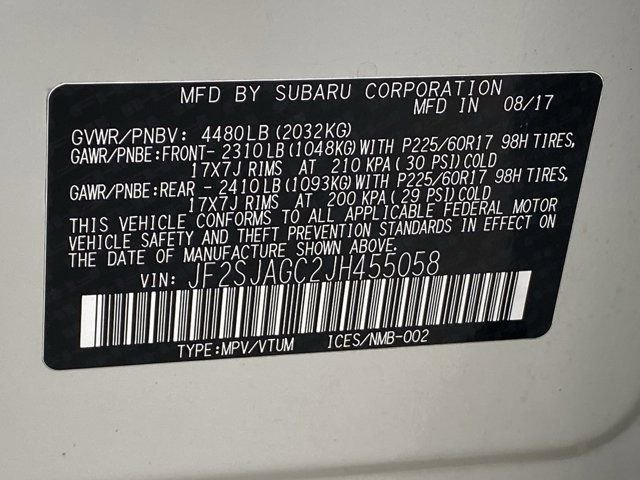 MFD BY SUBARU CORPORATION
MFD IN 08/17
GVWR/PNBV: 4480LB(2032KG)
GAWR/PNBE:FRONT- 2310LB(1048KG)WITH P225/60R17 98H TIRES,
17X7J RIMS AT 210 KPA(30 PSI)COLD
GAWR/PNBE:REAR - 2410LB(1093KG)WITH P225/60R17 98H TIRES,
17X7J RIMS AT 200 KPA(29 PSI)COLD
THIS VEHICLE CONFORMS TO ALL APPLICABLE FEDERAL MOTOR
VEHICLE SAFETY AND THEFT PREVENTION STANDARDS IN EFFECT ON
THE DATE OF MANUFACTURE SHOWN ABOVE.
VIN: JF2SJAGC2JH455058
TYPE:MPV/VTUM ICES/NMB-002